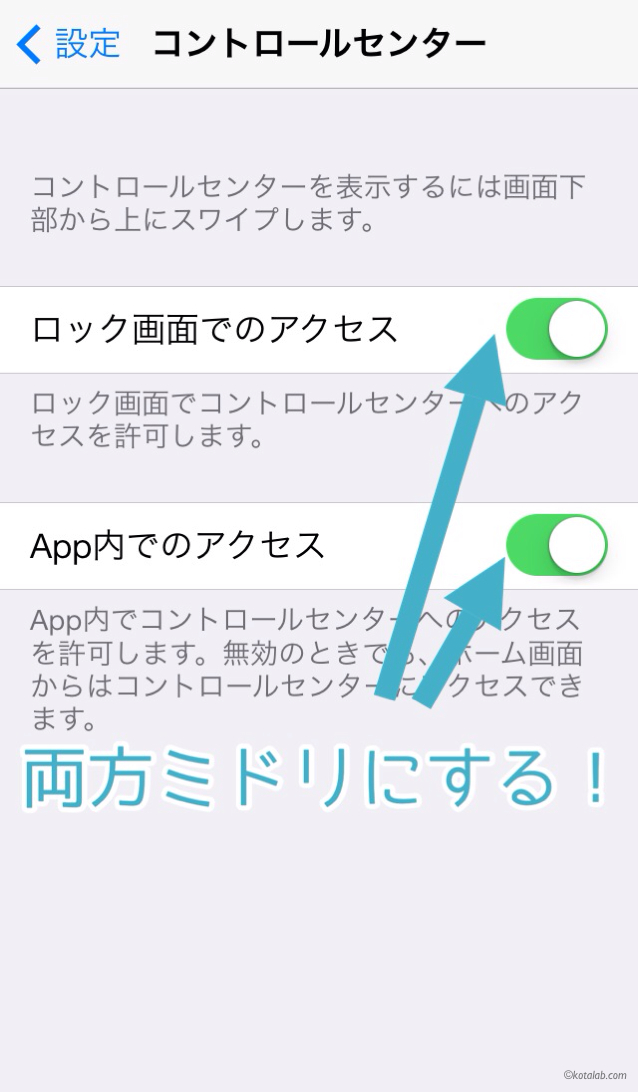 設定 コントロールセンター
コントロールセンターを表示するには画面下
部から上にスワイプします。
ロック画面でのアクセス
ロック画面でコントロールセンターへのアク
セスを許可します。
App内でのアクセス
App内でコントロールセンターへのアクセス
を許可します。無効のときでも、ホーム画面
からはコントロールセンターにアクセスでき
ます。
両方ミドリにする！
©kotalab.com